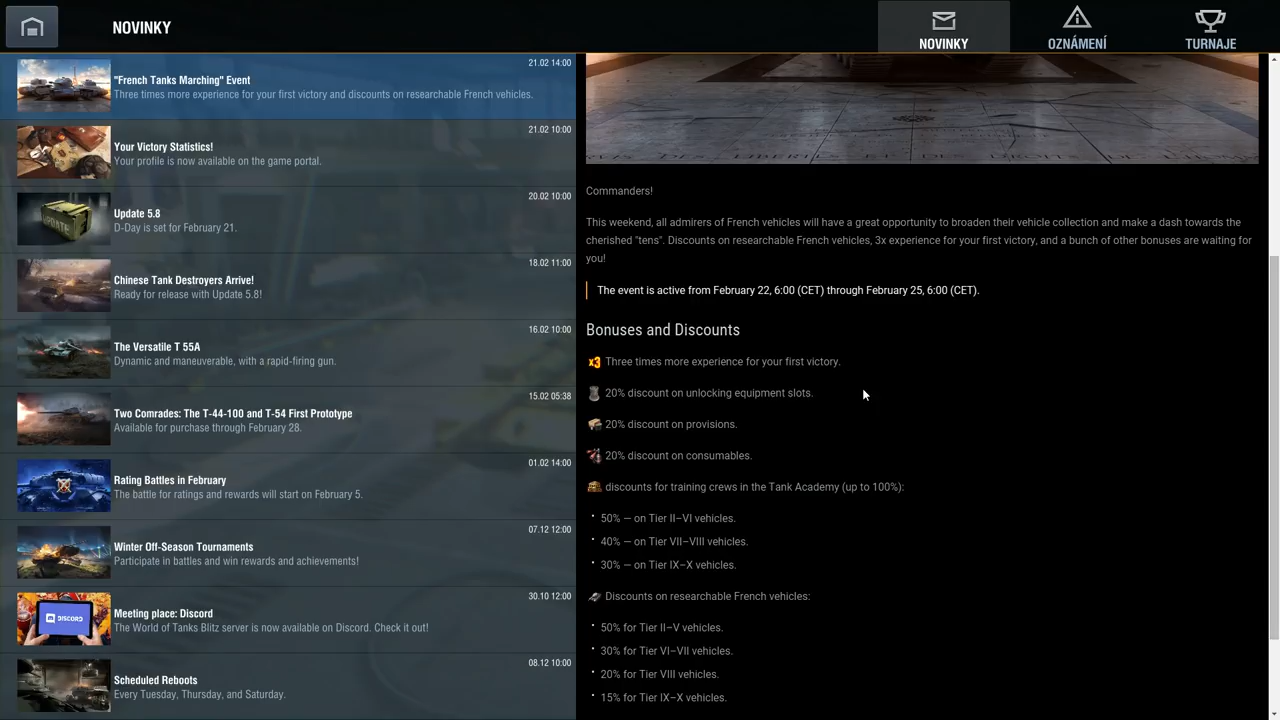 NOVINKY
NOVINKY
OZNÁMENÍ
TURNAJE
21.02 14:00
"French Tanks Marching" Event
Three times more experience for your first victory and discounts on researchable French vehicles.
21.02 10:00
Your Victory Statistics!
Your profile is now available on the game portal.
20.02 10:00
Update 5.8
D-Day is set for February 21.
18.02 11:00
Chinese Tank Destroyers Arrive!
Ready for release with Update 5.8!
16.02 10:00
The Versatile T 55A
Dynamic and maneuverable, with a rapid-firing gun.
15.02 05:38
Two Comrades: The T-44-100 and T-54 First Prototype
Available for purchase through February 28.
01.02 14:00
Rating Battles in February
The battle for ratings and rewards will start on February 5.
07.12 12:00
Winter Off-Season Tournaments
Participate in battles and win rewards and achievements!
30.10 12:00
DISCORD
Meeting place: Discord
The World of Tanks Blitz server is now available on Discord. Check it out!
08.12 10:00
Scheduled Reboots
Every Tuesday, Thursday, and Saturday.
Commanders!
This weekend, all admirers of French vehicles will have a great opportunity to broaden their vehicle collection and make a dash towards the
cherished "tens". Discounts on researchable French vehicles, 3x experience for your first victory, and a bunch of other bonuses are waiting for
you!
The event is active from February 22, 6:00 (CET) through February 25, 6:00 (CET).
Bonuses and Discounts
x3 Three times more experience for your first victory.
20% discount on unlocking equipment slots.
20% discount on provisions.
20% discount on consumables.
discounts for training crews in the Tank Academy (up to 100%):
· 50% — on Tier II–VI vehicles.
· 40% — on Tier VII–VIII vehicles.
· 30% — on Tier IX–X vehicles.
Discounts on researchable French vehicles:
· 50% for Tier II–V vehicles.
· 30% for Tier VI–VII vehicles.
· 20% for Tier VIII vehicles.
· 15% for Tier IX–X vehicles.